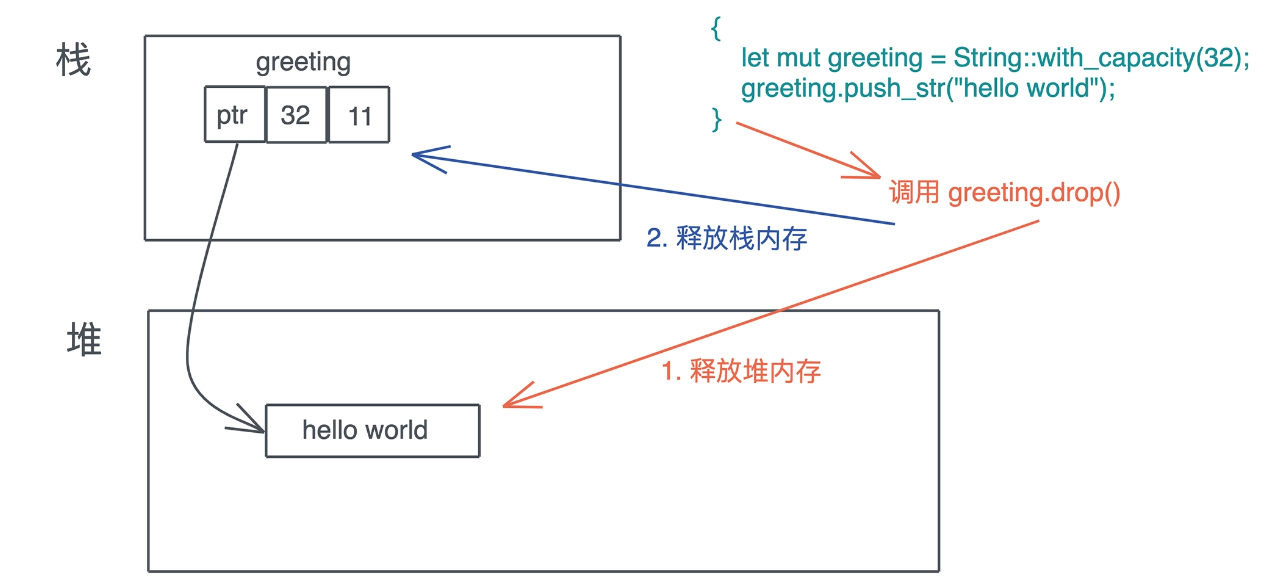 栈
greeting
ptr 32 11
{
let mut greeting = String::with_capacity(32);
greeting.push_str("hello world");
}
调用 greeting.drop()
2. 释放栈内存
堆
1. 释放堆内存
hello world